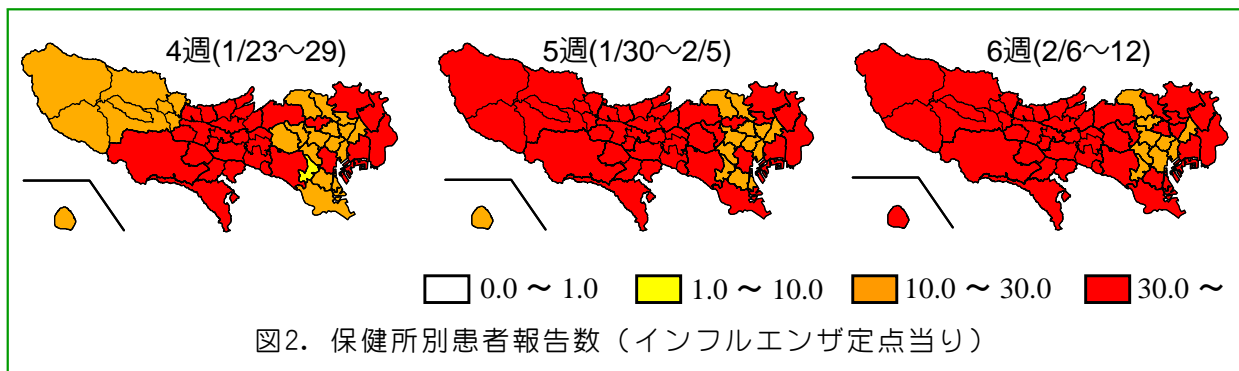 4週(1/23～29) 5週(1/30～2/5) 6週(2/6～12)
0.0 ～ 1.0 1.0 ～ 10.0 10.0 ～ 30.0 30.0 ～
図2. 保健所別患者報告数（インフルエンザ定点当り）